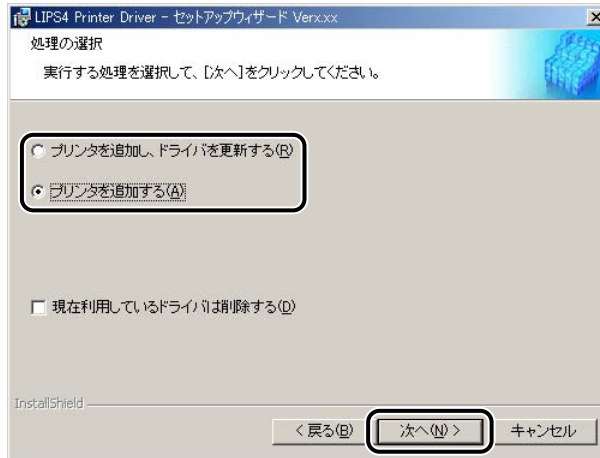 LIPS4 Printer Driver - セットアップウィザード Verx.xx
処理の選択
実行する処理を選択して、[次へ]をクリックしてください。
プリンタを追加し、ドライバを更新する(R)
プリンタを追加する(A)
現在利用しているドライバは削除する(D)
InstallShield
< 戻る(B)
次へ(N) >
キャンセル